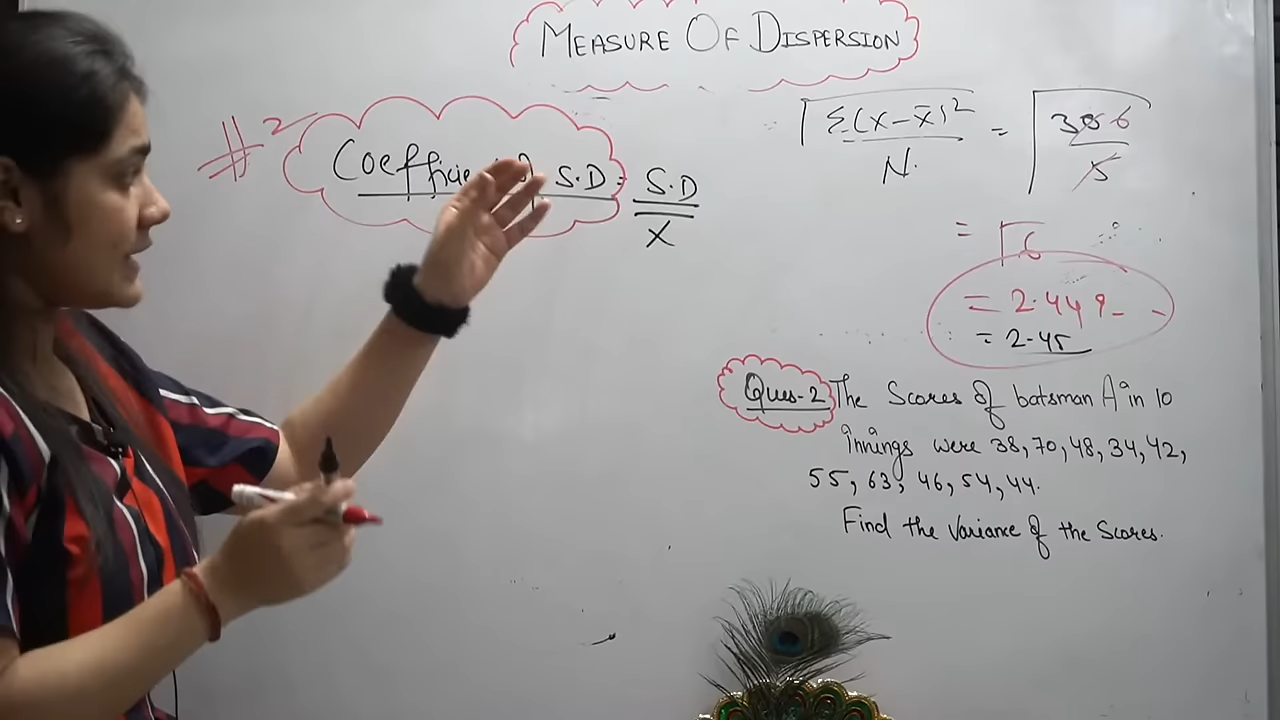 MEASURE OF DISPERSION
#2
Coefficie S.D = S.D / X
√ Σ(X-X̄)² / N. = √ 30 6 / 5
= √6
= 2.449--
= 2.45
Ques-2 The Scores of batsman A in 10
innings were 38, 70, 48, 34, 42,
55, 63, 46, 54, 44.
Find the Variance of the Scores.